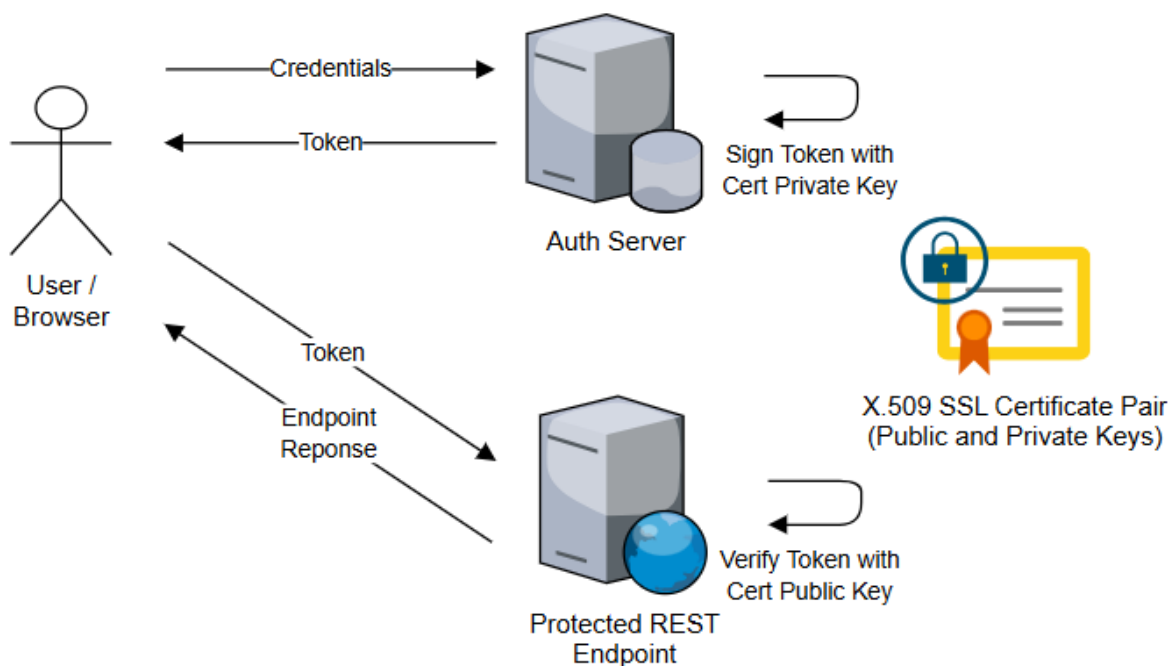 Credentials
Token
Sign Token with
Cert Private Key
Auth Server
User /
Browser
Token
Endpoint
Reponse
X.509 SSL Certificate Pair
(Public and Private Keys)
Verify Token with
Cert Public Key
Protected REST
Endpoint